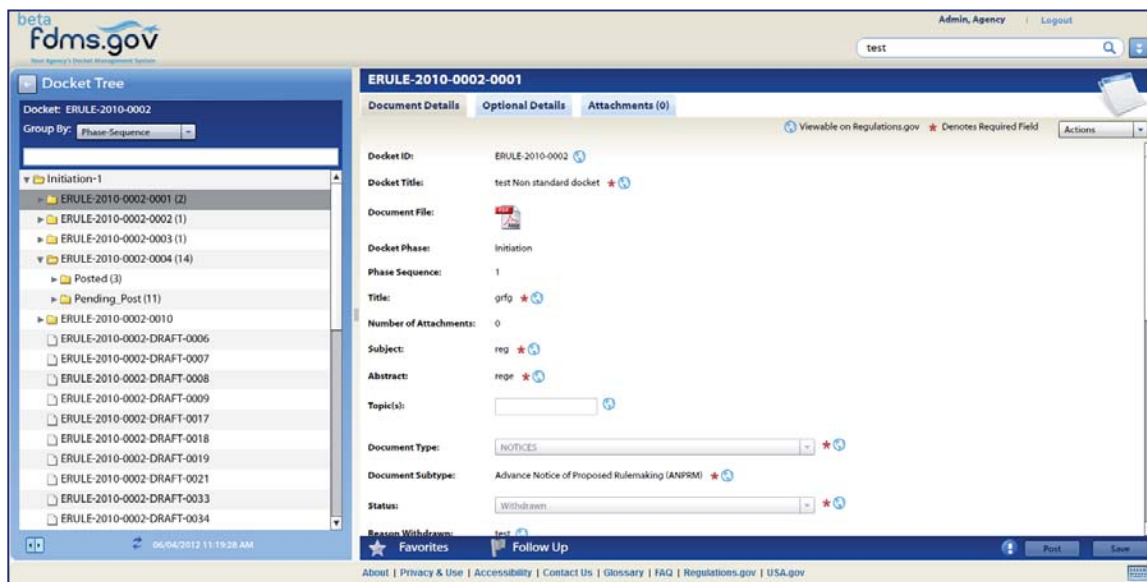 beta
fdms.gov
Your Agency's Docket Management System
Admin, Agency | Logout
test
Docket Tree
Docket: ERULE-2010-0002
Group By: Phase-Sequence
Initiation-1
ERULE-2010-0002-0001 (2)
ERULE-2010-0002-0002 (1)
ERULE-2010-0002-0003 (1)
ERULE-2010-0002-0004 (14)
Posted (3)
Pending_Post (11)
ERULE-2010-0002-0010
ERULE-2010-0002-DRAFT-0006
ERULE-2010-0002-DRAFT-0007
ERULE-2010-0002-DRAFT-0008
ERULE-2010-0002-DRAFT-0009
ERULE-2010-0002-DRAFT-0017
ERULE-2010-0002-DRAFT-0018
ERULE-2010-0002-DRAFT-0019
ERULE-2010-0002-DRAFT-0021
ERULE-2010-0002-DRAFT-0033
ERULE-2010-0002-DRAFT-0034
06/04/2012 11:19:28 AM
ERULE-2010-0002-0001
Document Details Optional Details Attachments (0)
Viewable on Regulations.gov * Denotes Required Field Actions
Docket ID: ERULE-2010-0002
Docket Title: test Non standard docket *
Document File: PDF
Docket Phase: Initiation
Phase Sequence: 1
Title: grfg *
Number of Attachments: 0
Subject: reg *
Abstract: rege *
Topic(s):
Document Type: NOTICES *
Document Subtype: Advance Notice of Proposed Rulemaking (ANPRM) *
Status: Withdrawn *
Reason Withdrawn: test
Favorites Follow Up Post Save
About | Privacy & Use | Accessibility | Contact Us | Glossary | FAQ | Regulations.gov | USA.gov